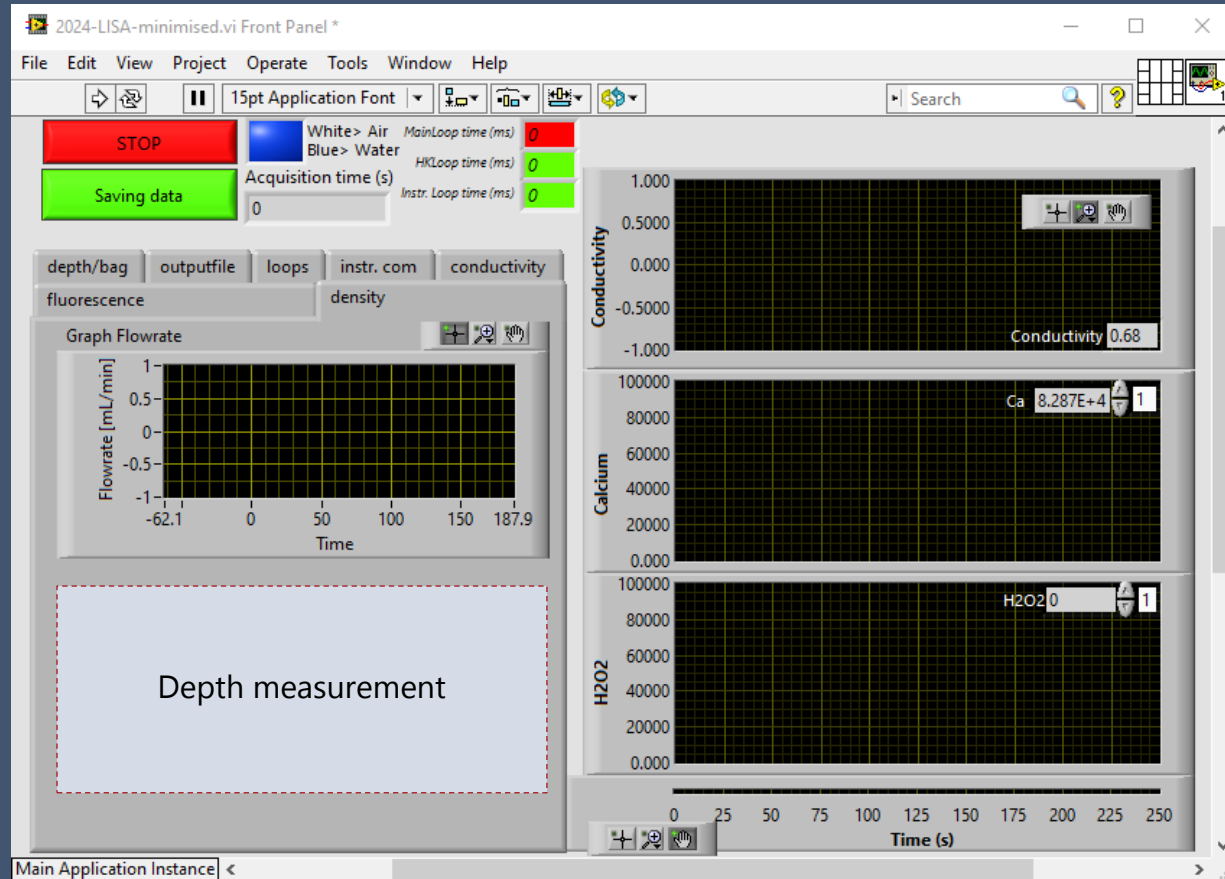 2024-LISA-minimised.vi Front Panel *
File Edit View Project Operate Tools Window Help
15pt Application Font
Search
1
STOP
Saving data
White> Air
Blue> Water
Acquisition time (s)
0
MainLoop time (ms) 0
HKLoop time (ms) 0
Instr. Loop time (ms) 0
depth/bag outputfile loops instr. com conductivity
fluorescence density
Graph Flowrate
Flowrate [mL/min]
1
0.5
0
-0.5
-1
-62.1 0 50 100 150 187.9
Time
Depth measurement
Conductivity
1.000
0.5000
0.000
-0.5000
-1.000
Conductivity 0.68
Calcium
100000
80000
60000
40000
20000
0.000
Ca 8.287E+4 1
H2O2
100000
80000
60000
40000
20000
0.000
H2O2 0 1
0 25 50 75 100 125 150 175 200 225 250
Time (s)
Main Application Instance